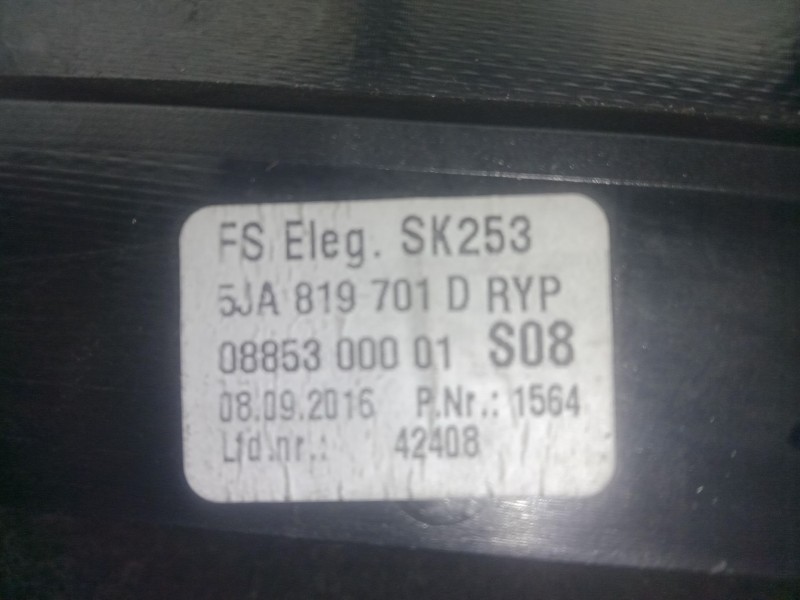 FS Eleg. SK253
5JA 819 701 D RYP
08853 000 01 S08
08.09.2016 P.Nr.: 1564
Lfd.nr.: 42408